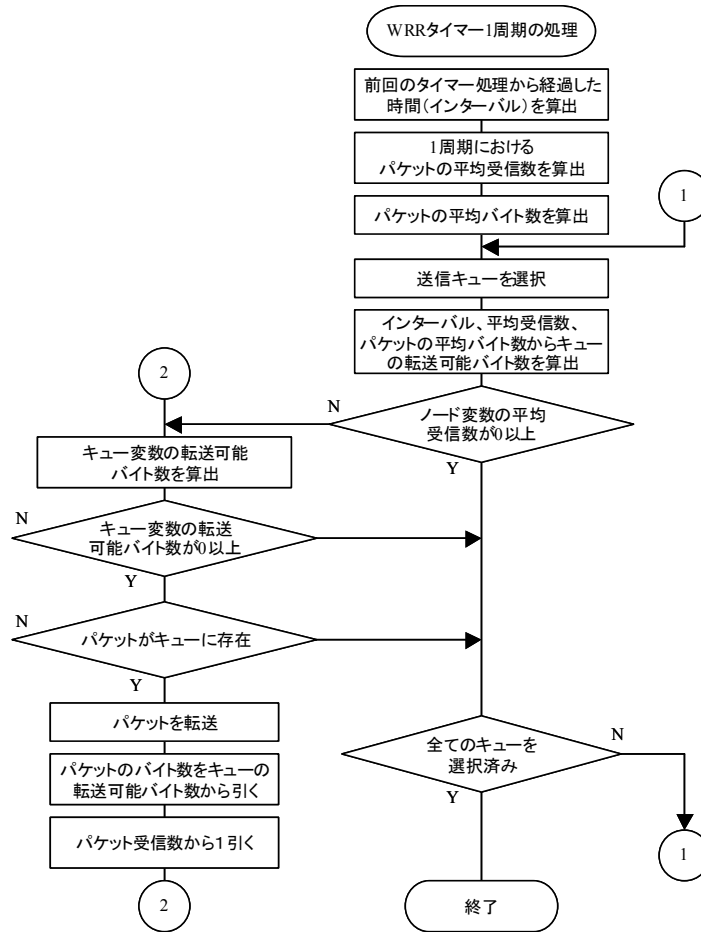 WRRタイマー1周期の処理
前回のタイマー処理から経過した
時間(インターバル)を算出
1周期における
パケットの平均受信数を算出
1
パケットの平均バイト数を算出
送信キューを選択
インターバル、平均受信数、
パケットの平均バイト数からキュー
の転送可能バイト数を算出
2
N
ノード変数の平均
受信数が0以上
Y
キュー変数の転送可能
バイト数を算出
N
キュー変数の転送
可能バイト数が0以上
Y
N
パケットがキューに存在
Y
パケットを転送
N
全てのキューを
選択済み
Y
パケットのバイト数をキューの
転送可能バイト数から引く
パケット受信数から1引く
1
2
終了